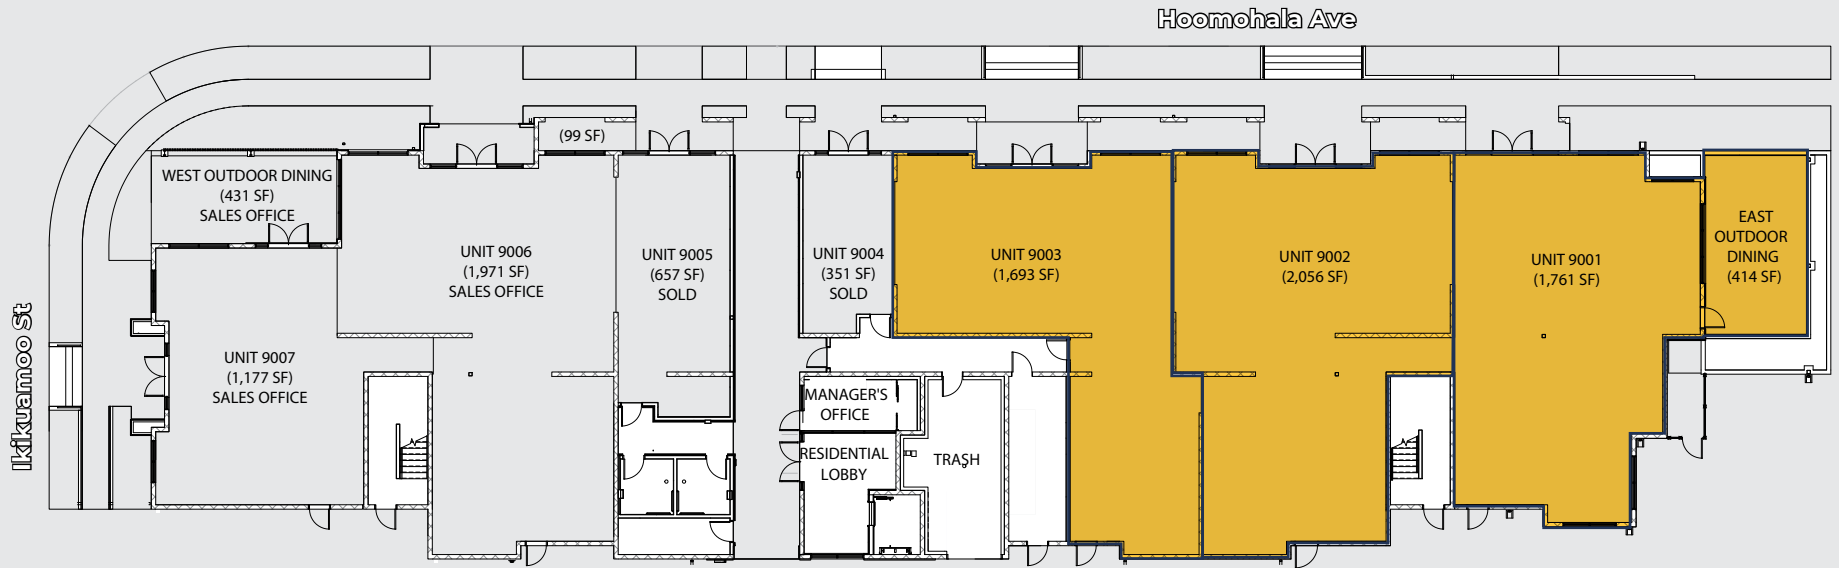 Hoomohala Ave
Ikikuamoo St
(99 SF)
WEST OUTDOOR DINING
(431 SF)
SALES OFFICE
UNIT 9007
(1,177 SF)
SALES OFFICE
UNIT 9006
(1,971 SF)
SALES OFFICE
UNIT 9005
(657 SF)
SOLD
UNIT 9004
(351 SF)
SOLD
MANAGER'S
OFFICE
RESIDENTIAL
LOBBY
TRASH
UNIT 9003
(1,693 SF)
UNIT 9002
(2,056 SF)
UNIT 9001
(1,761 SF)
EAST
OUTDOOR
DINING
(414 SF)